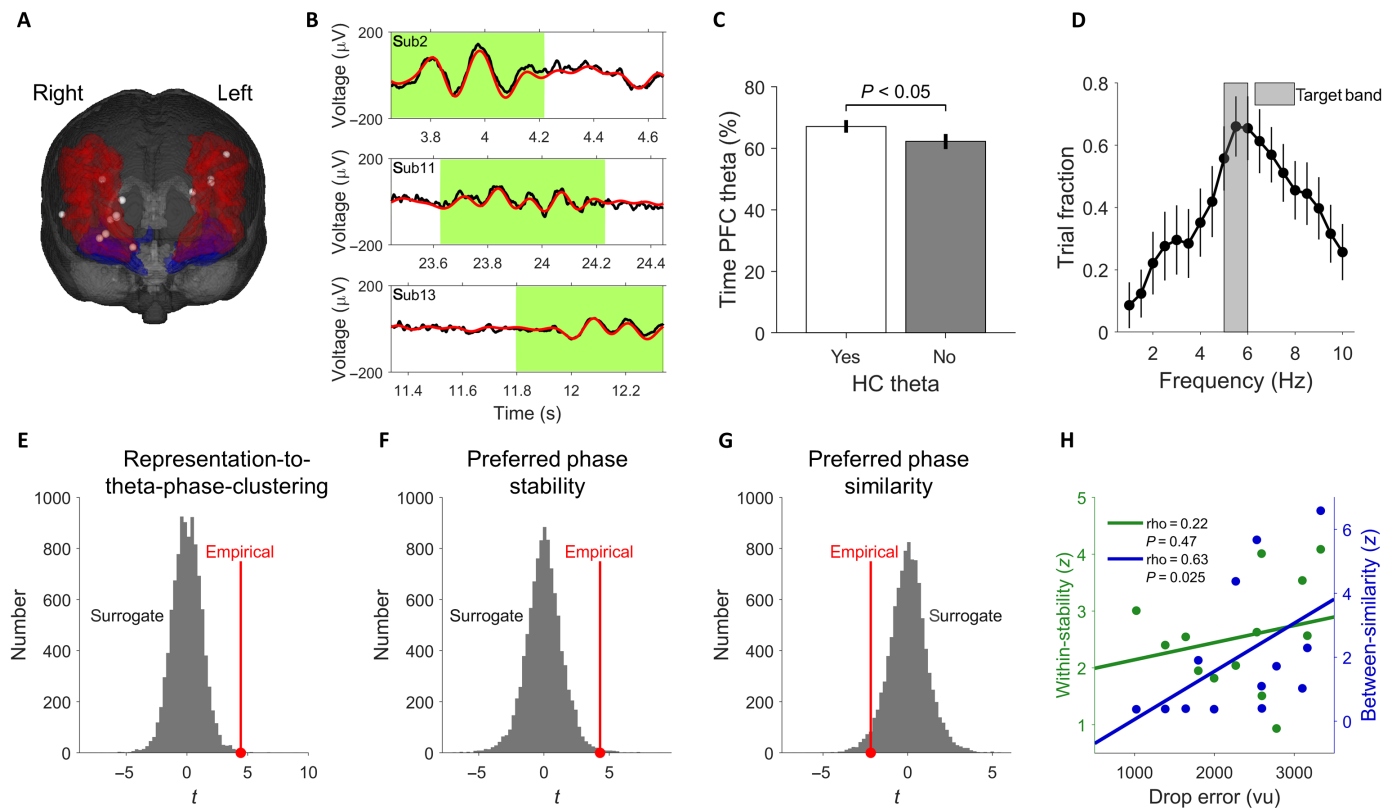 A
Right
Left
B
Voltage (μV)
200
−200
Sub2
3.8
4
4.2
4.4
4.6
Voltage (μV)
200
−200
Sub11
23.6
23.8
24
24.2
24.4
Voltage (μV)
200
−200
Sub13
11.4
11.6
11.8
12
12.2
Time (s)
C
Time PFC theta (%)
80
60
40
20
0
P < 0.05
Yes
No
HC theta
D
Trial fraction
0.8
0.6
0.4
0.2
0
Target band
2
4
6
8
10
Frequency (Hz)
E
Representation-to-
theta-phase-clustering
Number
1000
800
600
400
200
0
Empirical
Surrogate
−5
0
5
10
t
F
Preferred phase
stability
Number
1000
800
600
400
200
0
Empirical
Surrogate
−5
0
5
t
G
Preferred phase
similarity
Number
1000
800
600
400
200
0
Empirical
Surrogate
−5
0
5
t
H
Within-stability (z)
5
4
3
2
1
rho = 0.22
P = 0.47
rho = 0.63
P = 0.025
6
4
2
0
Between-similarity (z)
1000
2000
3000
Drop error (vu)